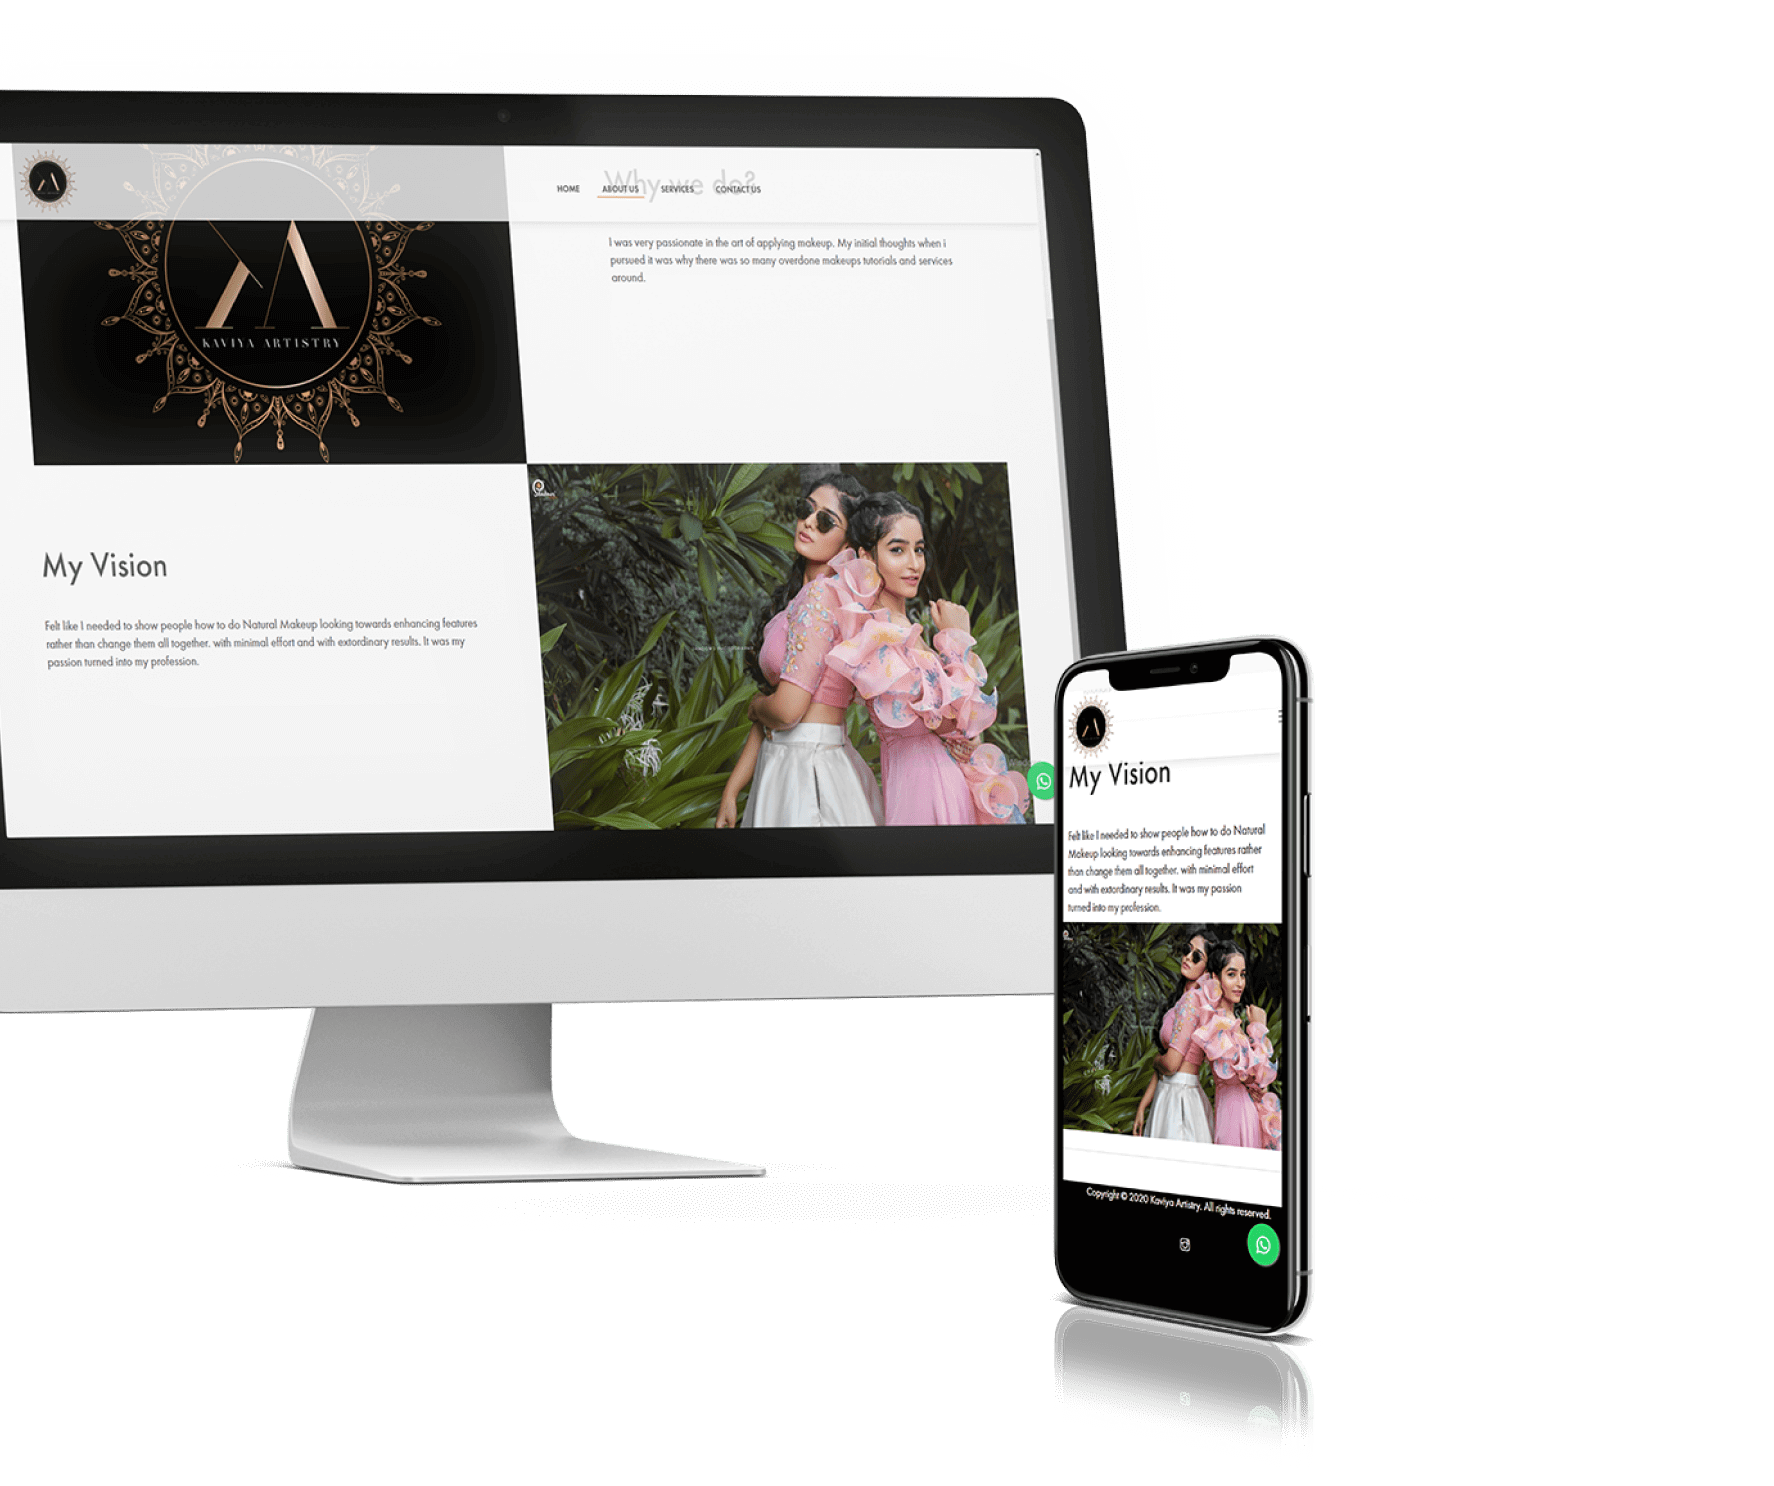 HOME ABOUT US SERVICES CONTACT US
Why we do?
I was very passionate in the art of applying makeup. My initial thoughts when i
pursued it was why there was so many overdone makeups tutorials and services
around.
KAVIYA ARTISTRY
My Vision
Felt like I needed to show people how to do Natural Makeup looking towards enhancing features
rather than change them all together. with minimal effort and with extordinary results. It was my
passion turned into my profession.
My Vision
Felt like I needed to show people how to do Natural
Makeup looking towards enhancing features rather
than change them all together. with minimal effort
and with extordinary results. It was my passion
turned into my profession.
Copyright © 2020 Kaviya Artistry. All rights reserved.